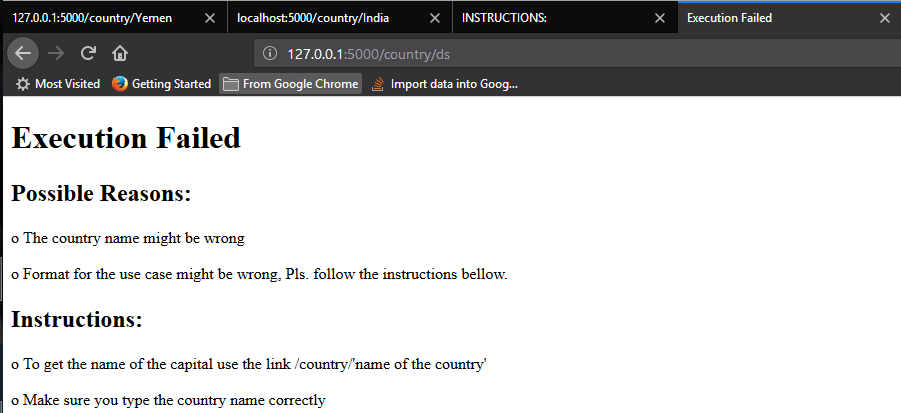 127.0.0.1:5000/country/Yemen
localhost:5000/country/India
INSTRUCTIONS:
Execution Failed
127.0.0.1:5000/country/ds
Most Visited
Getting Started
From Google Chrome
Import data into Goog...
Execution Failed
Possible Reasons:
o The country name might be wrong
o Format for the use case might be wrong, Pls. follow the instructions bellow.
Instructions:
o To get the name of the capital use the link /country/'name of the country'
o Make sure you type the country name correctly